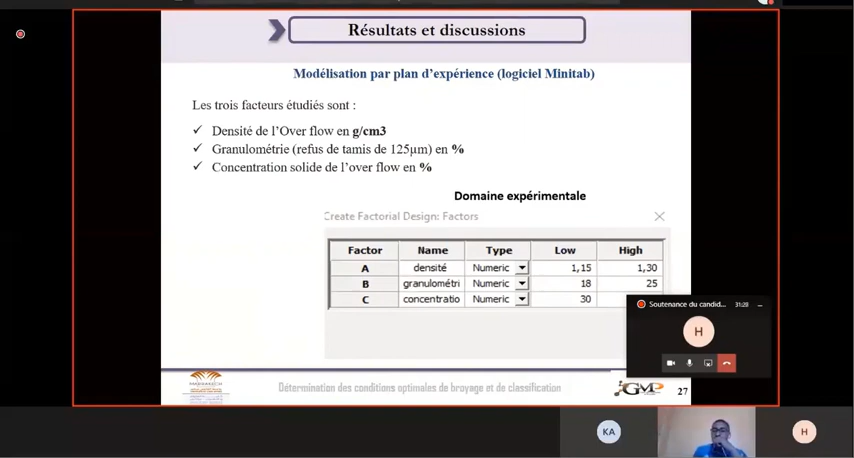 Résultats et discussions
Modélisation par plan d'expérience (logiciel Minitab)
Les trois facteurs étudiés sont :
✓ Densité de l'Over flow en g/cm3
✓ Granulométrie (refus de tamis de 125µm) en %
✓ Concentration solide de l'over flow en %
Domaine expérimentale
Create Factorial Design: Factors
Factor Name Type Low High
A densité Numeric 1,15 1,30
B granulométri Numeric 18 25
C concentratio Numeric 30
Soutenance du candid... 31:28
H
Détermination des conditions optimales de broyage et de classification
GMP
27
KA
H